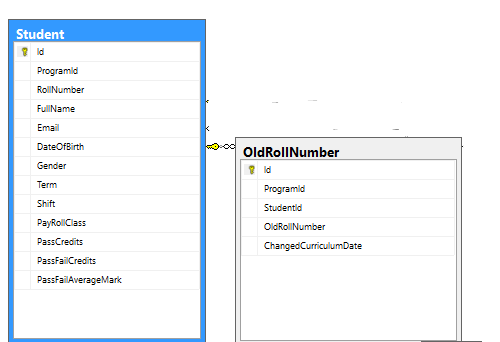 Student
Id
ProgramId
RollNumber
FullName
Email
DateOfBirth
Gender
Term
Shift
PayRollClass
PassCredits
PassFailCredits
PassFailAverageMark
OldRollNumber
Id
ProgramId
StudentId
OldRollNumber
ChangedCurriculumDate